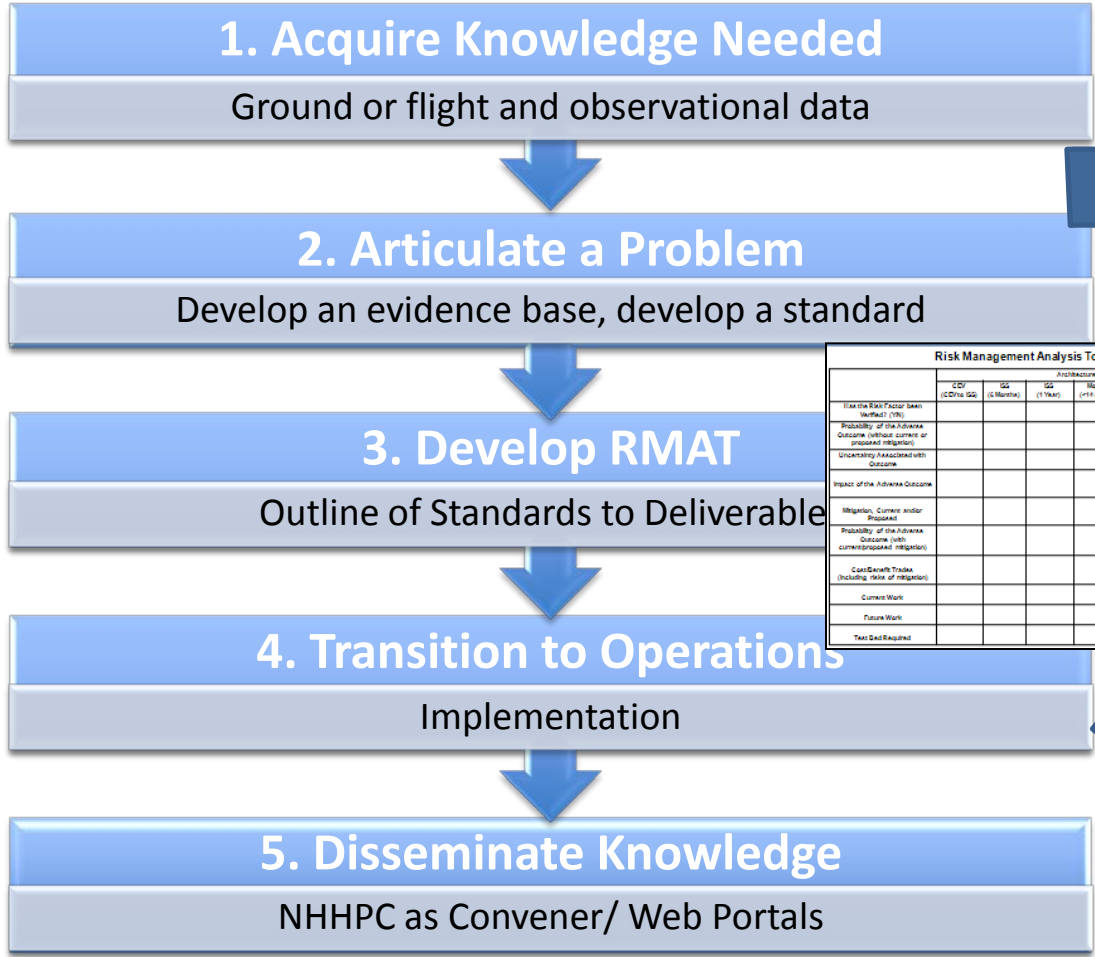 1. Acquire Knowledge Needed
Ground or flight and observational data
2. Articulate a Problem
Develop an evidence base, develop a standard
3. Develop RMAT
Outline of Standards to Deliverable
4. Transition to Operations
Implementation
5. Disseminate Knowledge
NHHPC as Convener/ Web Portals
Risk Management Analysis To
Architecture
CEV ISS ISS
(CEV to ISS) (6 Months) (1 Year)
Has the Risk Factor been
Verified? (Y/N)
Probability of the Adverse
Outcome (without current or
proposed mitigation)
Uncertainty Associated with
Outcome
Impact of the Adverse Outcome
Mitigation, Current and/or
Proposed
Probability of the Adverse
Outcome (with
current/proposed mitigation)
Cost/Benefit Trades
(including risks of mitigation)
Current Work
Future Work
Test Bed Required